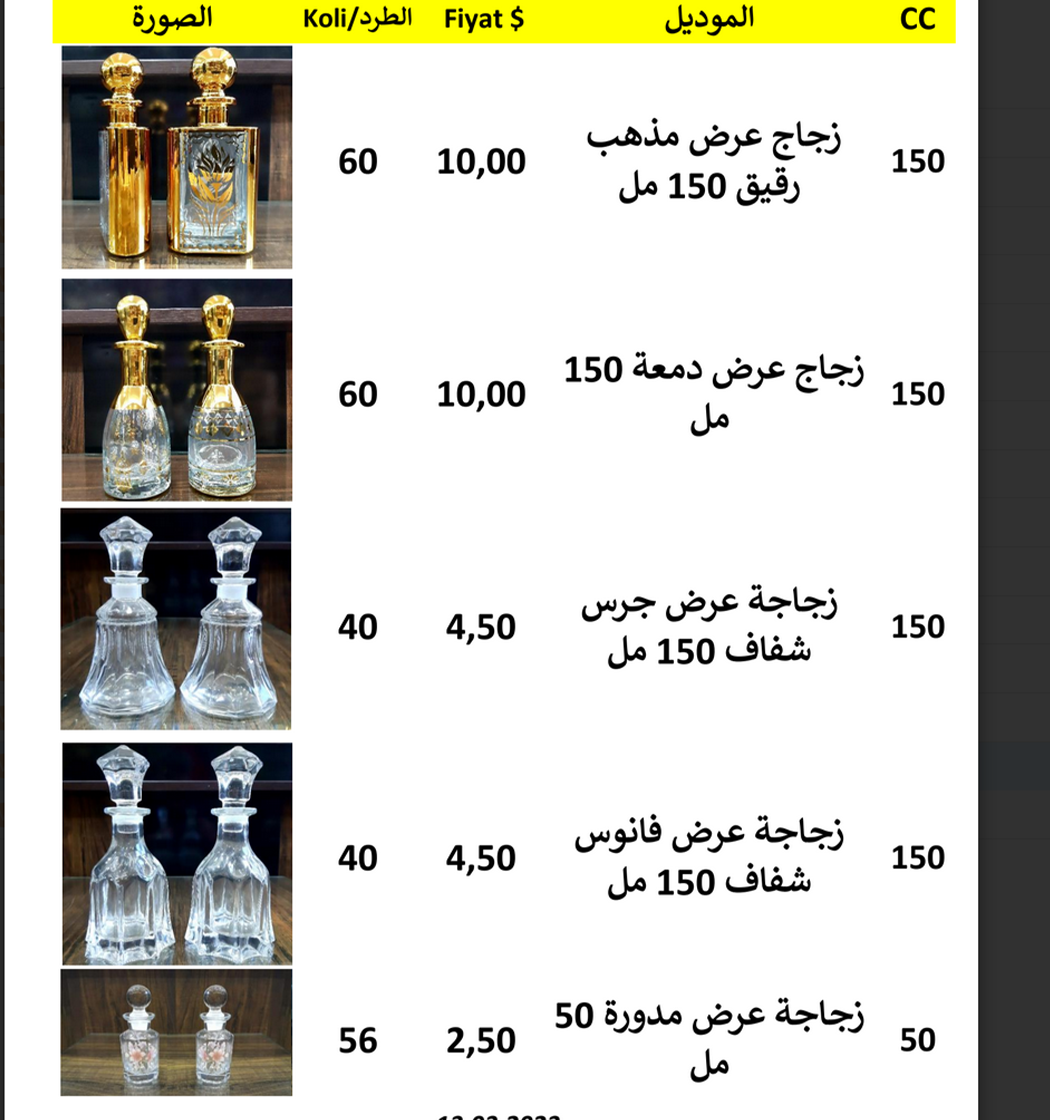 الصورة Koli/الطرد Fiyat $ الموديل CC
60 10,00 زجاج عرض مذهب 150
رقيق 150 مل
60 10,00 زجاج عرض دمعة 150 150
مل
40 4,50 زجاجة عرض جرس 150
شفاف 150 مل
40 4,50 زجاجة عرض فانوس 150
شفاف 150 مل
56 2,50 زجاجة عرض مدورة 50 50
مل